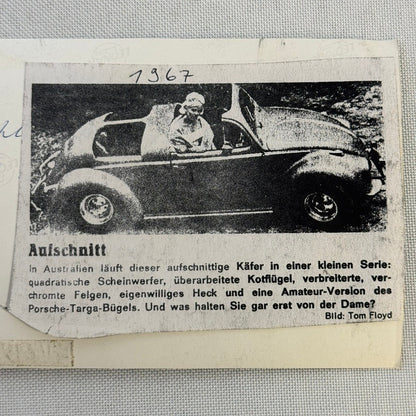 1967
Aufschnitt
In Australien läuft dieser aufschnittige Käfer in einer kleinen Serie:
quadratische Scheinwerfer, überarbeitete Kotflügel, verbreiterte, ver-
chromte Felgen, eigenwilliges Heck und eine Amateur-Version des
Porsche-Targa-Bügels. Und was halten Sie gar erst von der Dame?
Bild: Tom Floyd